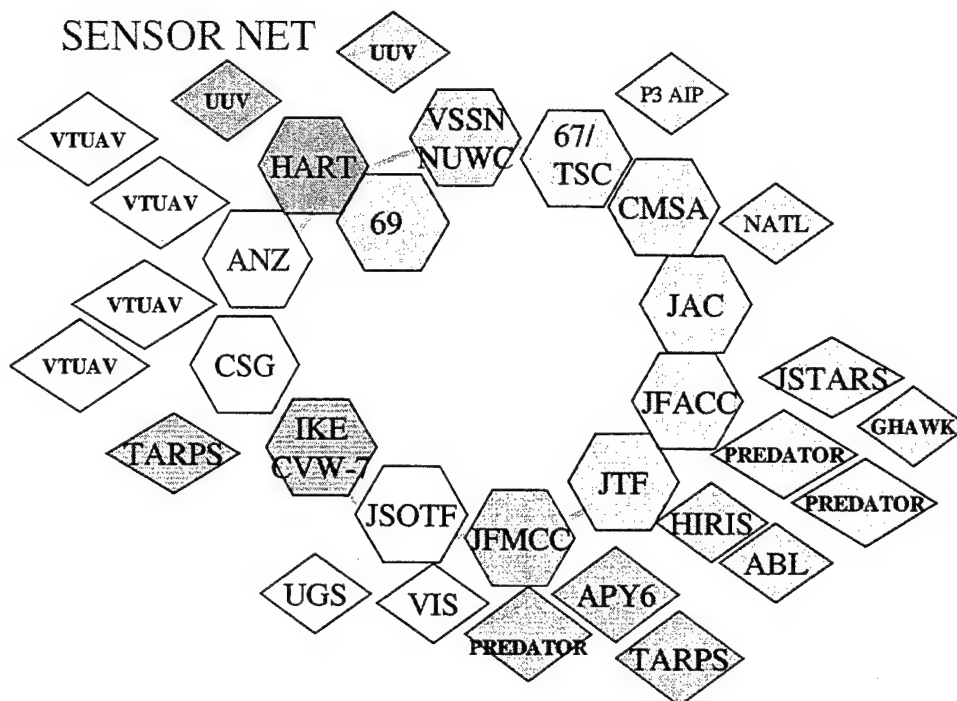 SENSOR NET
UUV
UUV
P3 AIP
VTUAV
HART
VSSN
NUWC
67/
TSC
VTUAV
69
CMSA
NATL
ANZ
VTUAV
JAC
VTUAV
CSG
JSTARS
JFACC
GHAWK
TARPS
IKE
CVW-7
PREDATOR
JTF
PREDATOR
JSOTF
JFMCC
HIRIS
ABL
UGS
VIS
APY6
PREDATOR
TARPS